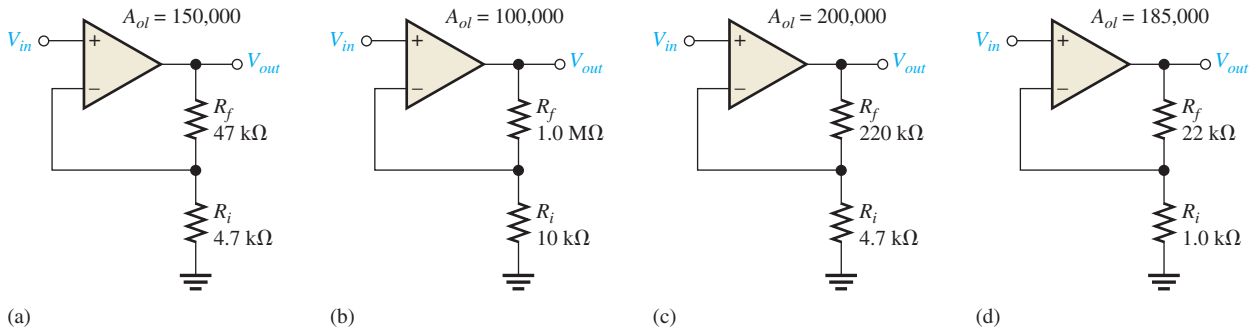 A_ol = 150,000
V_in
+
−
V_out
R_f
47 kΩ
R_i
4.7 kΩ
(a)
A_ol = 100,000
V_in
+
−
V_out
R_f
1.0 MΩ
R_i
10 kΩ
(b)
A_ol = 200,000
V_in
+
−
V_out
R_f
220 kΩ
R_i
4.7 kΩ
(c)
A_ol = 185,000
V_in
+
−
V_out
R_f
22 kΩ
R_i
1.0 kΩ
(d)